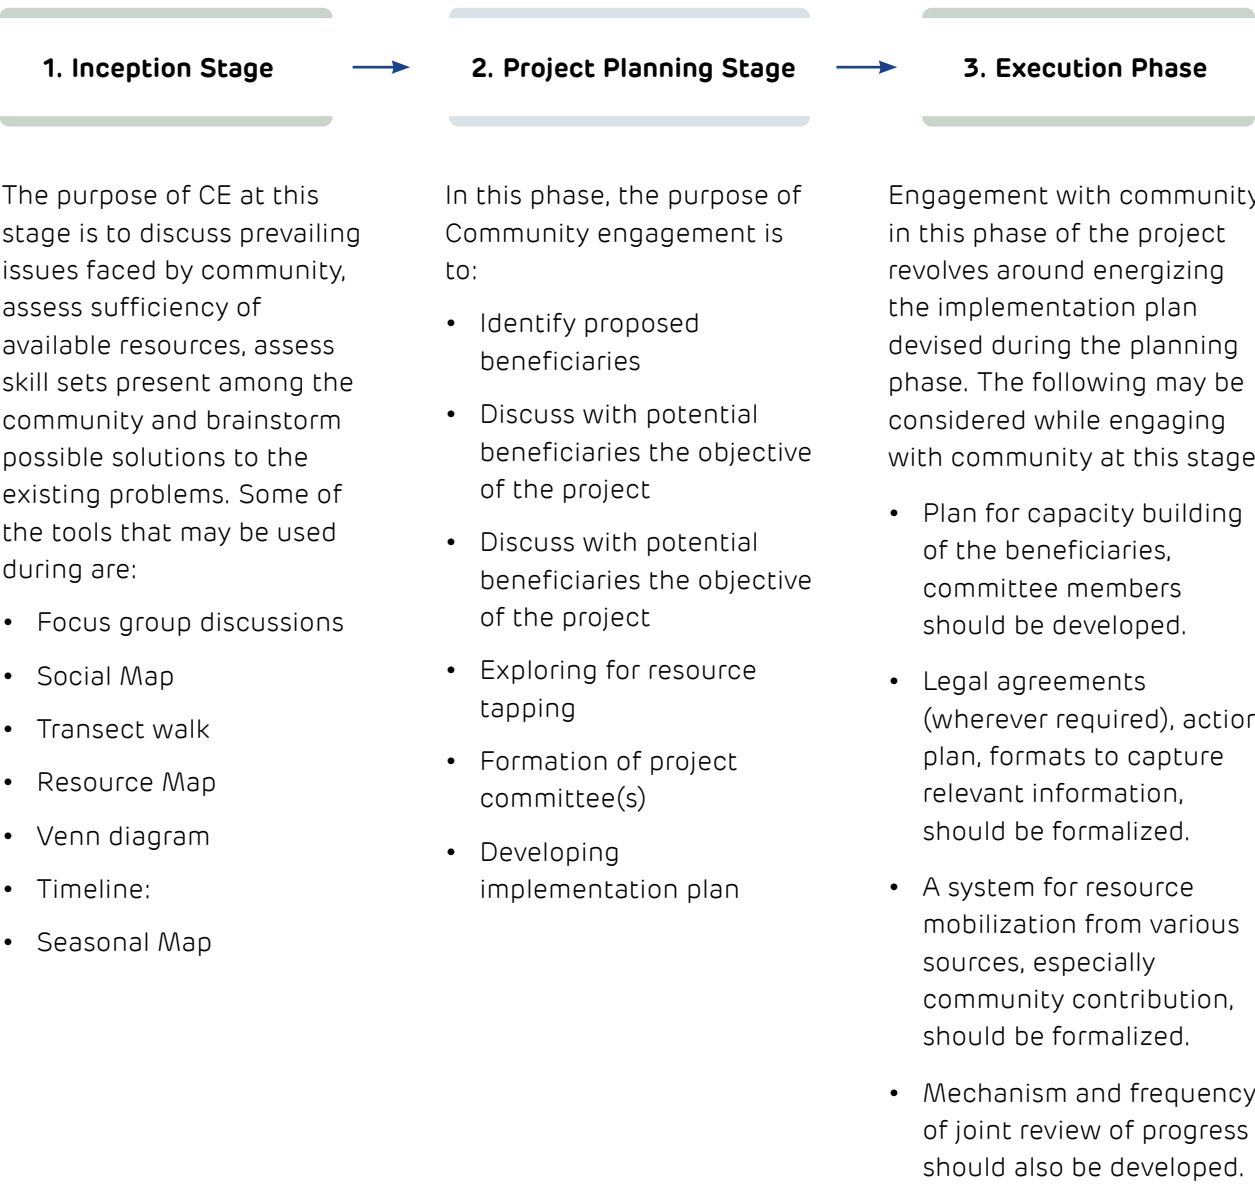 1. Inception Stage
2. Project Planning Stage
3. Execution Phase
The purpose of CE at this
stage is to discuss prevailing
issues faced by community,
assess sufficiency of
available resources, assess
skill sets present among the
community and brainstorm
possible solutions to the
existing problems. Some of
the tools that may be used
during are:
• Focus group discussions
• Social Map
• Transect walk
• Resource Map
• Venn diagram
• Timeline:
• Seasonal Map
In this phase, the purpose of
Community engagement is
to:
• Identify proposed
beneficiaries
• Discuss with potential
beneficiaries the objective
of the project
• Discuss with potential
beneficiaries the objective
of the project
• Exploring for resource
tapping
• Formation of project
committee(s)
• Developing
implementation plan
Engagement with community
in this phase of the project
revolves around energizing
the implementation plan
devised during the planning
phase. The following may be
considered while engaging
with community at this stage
• Plan for capacity building
of the beneficiaries,
committee members
should be developed.
• Legal agreements
(wherever required), action
plan, formats to capture
relevant information,
should be formalized.
• A system for resource
mobilization from various
sources, especially
community contribution,
should be formalized.
• Mechanism and frequency
of joint review of progress
should also be developed.